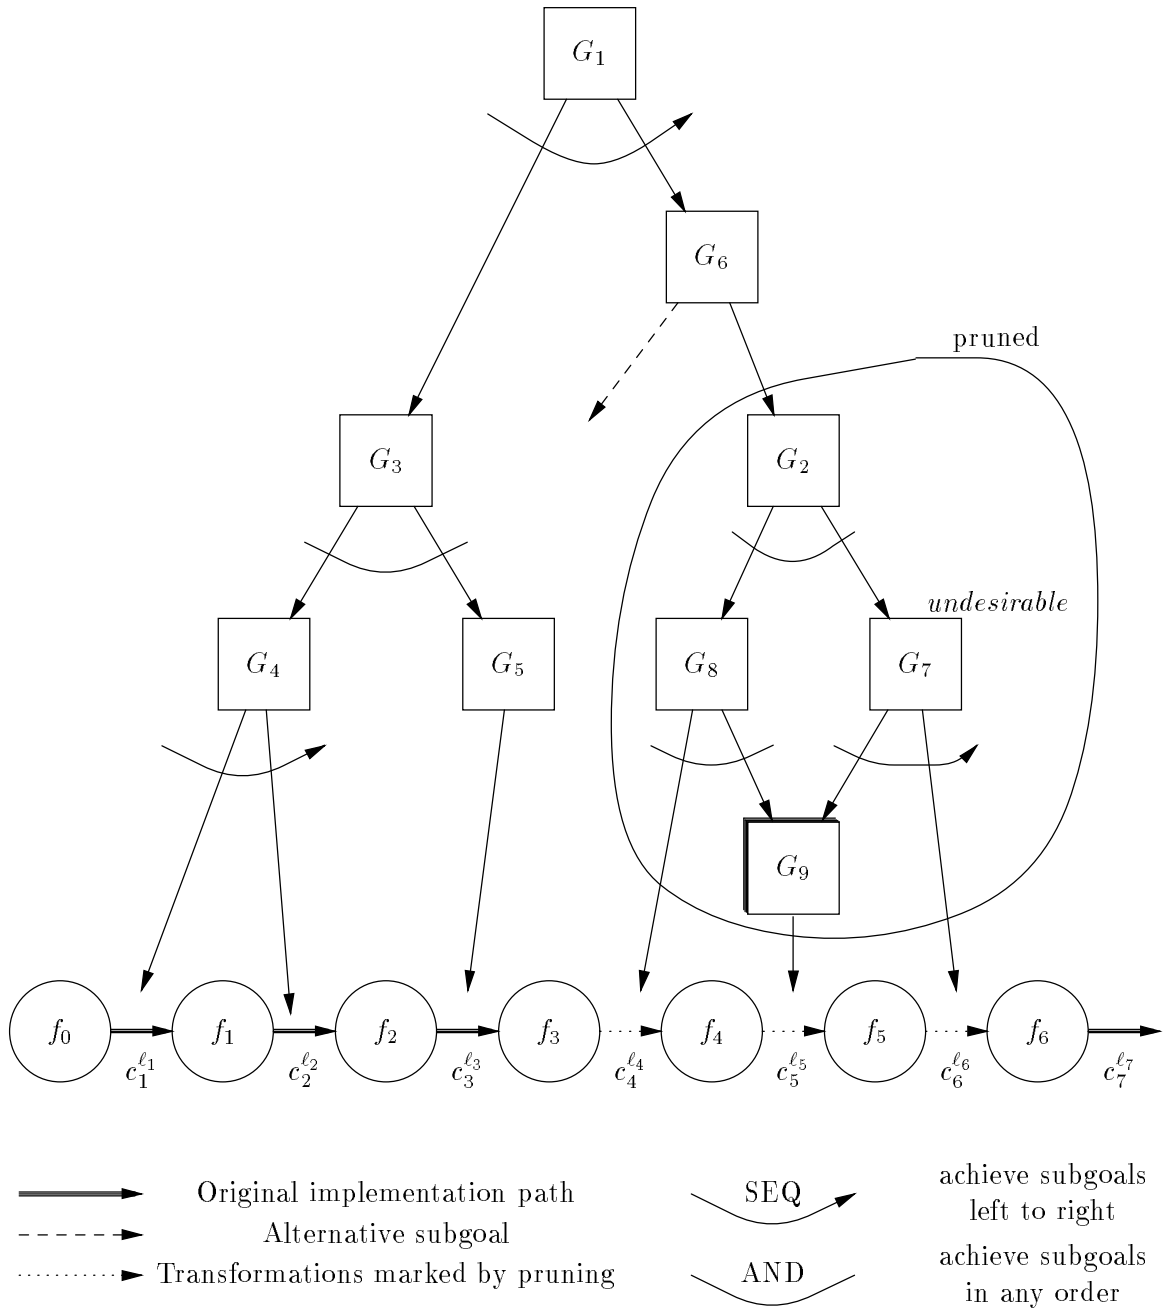 G₁
G₆
pruned
G₃
G₂
undesirable
G₄
G₅
G₈
G₇
G₉
f₀ f₁ f₂ f₃ f₄ f₅ f₆
c₁^ℓ₁ c₂^ℓ₂ c₃^ℓ₃ c₄^ℓ₄ c₅^ℓ₅ c₆^ℓ₆ c₇^ℓ₇
Original implementation path
Alternative subgoal
Transformations marked by pruning
SEQ
achieve subgoals
left to right
AND
achieve subgoals
in any order